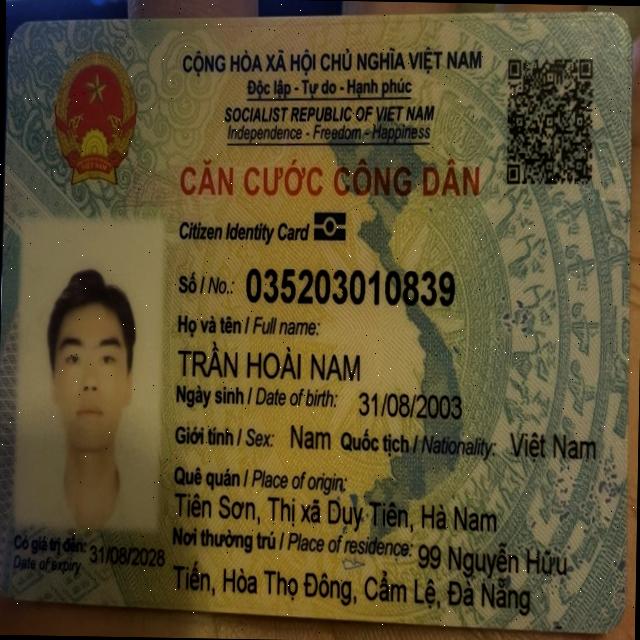 CỘNG HÒA XÃ HỘI CHỦ NGHĨA VIỆT NAM
Độc lập - Tự do - Hạnh phúc
SOCIALIST REPUBLIC OF VIET NAM
Independence - Freedom - Happiness
CĂN CƯỚC CÔNG DÂN
Citizen Identity Card
Số / No.: 035203010839
Họ và tên / Full name:
TRẦN HOÀI NAM
Ngày sinh / Date of birth: 31/08/2003
Giới tính / Sex: Nam Quốc tịch / Nationality: Việt Nam
Quê quán / Place of origin:
Tiên Sơn, Thị xã Duy Tiên, Hà Nam
Nơi thường trú / Place of residence: 99 Nguyễn Hữu
Tiến, Hòa Thọ Đông, Cẩm Lệ, Đà Nẵng
Có giá trị đến: 31/08/2028
Date of expiry